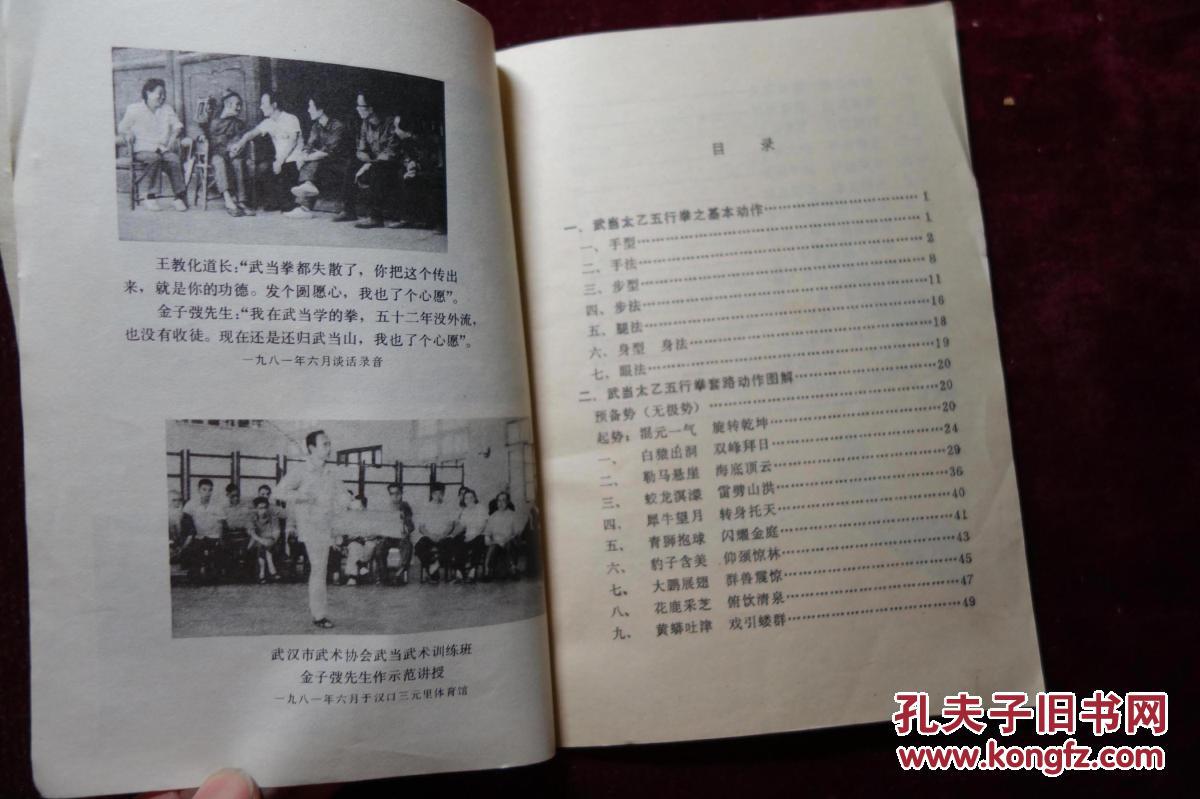 王教化道长:“武当拳都失散了,你把这个传出
来,就是你的功德。发个圆愿心,我也了个心愿”。
金子弢先生:“我在武当学的拳,五十二年没外流,
也没有收徒。现在还是还归武当山,我也了个心愿”。
一九八一年六月谈话录音
武汉市武术协会武当武术训练班
金子弢先生作示范讲授
一九八一年六月于汉口三元里体育馆
目 录
一、武当太乙五行拳之基本动作……………………1
一、手型……………………1
二、手法……………………2
三、步型……………………8
四、步法……………………11
五、腿法……………………16
六、身型 身法……………………18
七、眼法……………………19
二、武当太乙五行拳套路动作图解……………………20
预备势(无极势)……………………20
起势:混元一气 旋转乾坤……………………20
一、 白猿出洞 双峰拜日……………………24
二、 勒马悬崖 海底顶云……………………29
三、 蛟龙溟濛 雷劈山洪……………………36
四、 犀牛望月 转身托天……………………40
五、 青狮抱球 闪耀金庭……………………41
六、 豹子含美 仰颈惊林……………………43
七、 大鹏展翅 群兽震惊……………………45
八、 花鹿采芝 俯饮清泉……………………47
九、 黄蟒吐津 戏引蝼群……………………49
孔夫子旧书网
www.kongfz.com